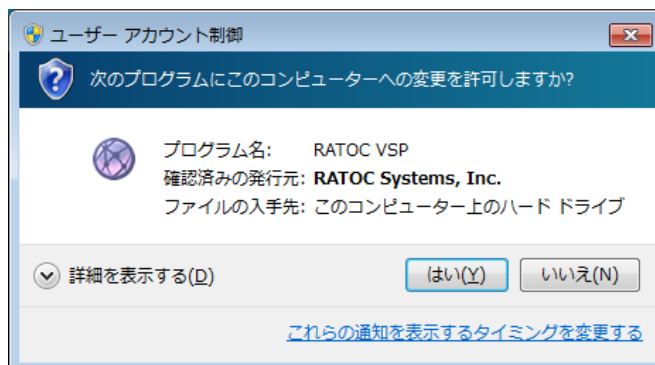 ユーザー アカウント制御
次のプログラムにこのコンピューターへの変更を許可しますか?
プログラム名: RATOC VSP
確認済みの発行元: RATOC Systems, Inc.
ファイルの入手先: このコンピューター上のハード ドライブ
詳細を表示する(D) はい(Y) いいえ(N)
これらの通知を表示するタイミングを変更する